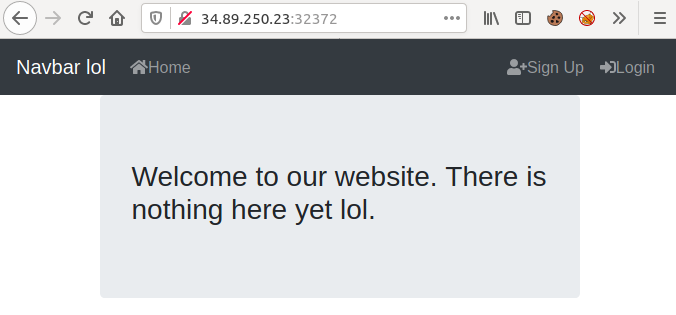 34.89.250.23:32372
Navbar lol Home Sign Up Login
Welcome to our website. There is
nothing here yet lol.